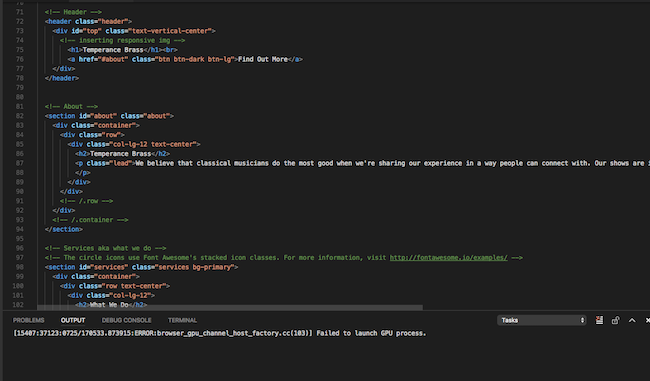 70
71 <!-- Header -->
72 <header class="header">
73 <div id="top" class="text-vertical-center">
74 <!-- inserting responsive img -->
75 <h1>Temperance Brass</h1><br>
76 <a href="#about" class="btn btn-dark btn-lg">Find Out More</a>
77 </div>
78 </header>
79
80
81 <!-- About -->
82 <section id="about" class="about">
83 <div class="container">
84 <div class="row">
85 <div class="col-lg-12 text-center">
86 <h2>Temperance Brass</h2>
87 <p class="lead">We believe that classical musicians do the most good when we're sharing our experience in a way people can connect with. Our shows are i
88 </p>
89 </div>
90 </div>
91 <!-- /.row -->
92 </div>
93 <!-- /.container -->
94 </section>
95
96 <!-- Services aka what we do -->
97 <!-- The circle icons use Font Awesome's stacked icon classes. For more information, visit http://fontawesome.io/examples/ -->
98 <section id="services" class="services bg-primary">
99 <div class="container">
100 <div class="row text-center">
101 <div class="col-lg-12">
102 <h2>What We Do</h2>
PROBLEMS OUTPUT DEBUG CONSOLE TERMINAL Tasks
[15407:37123:0725/170533.873915:ERROR:browser_gpu_channel_host_factory.cc(103)] Failed to launch GPU process.